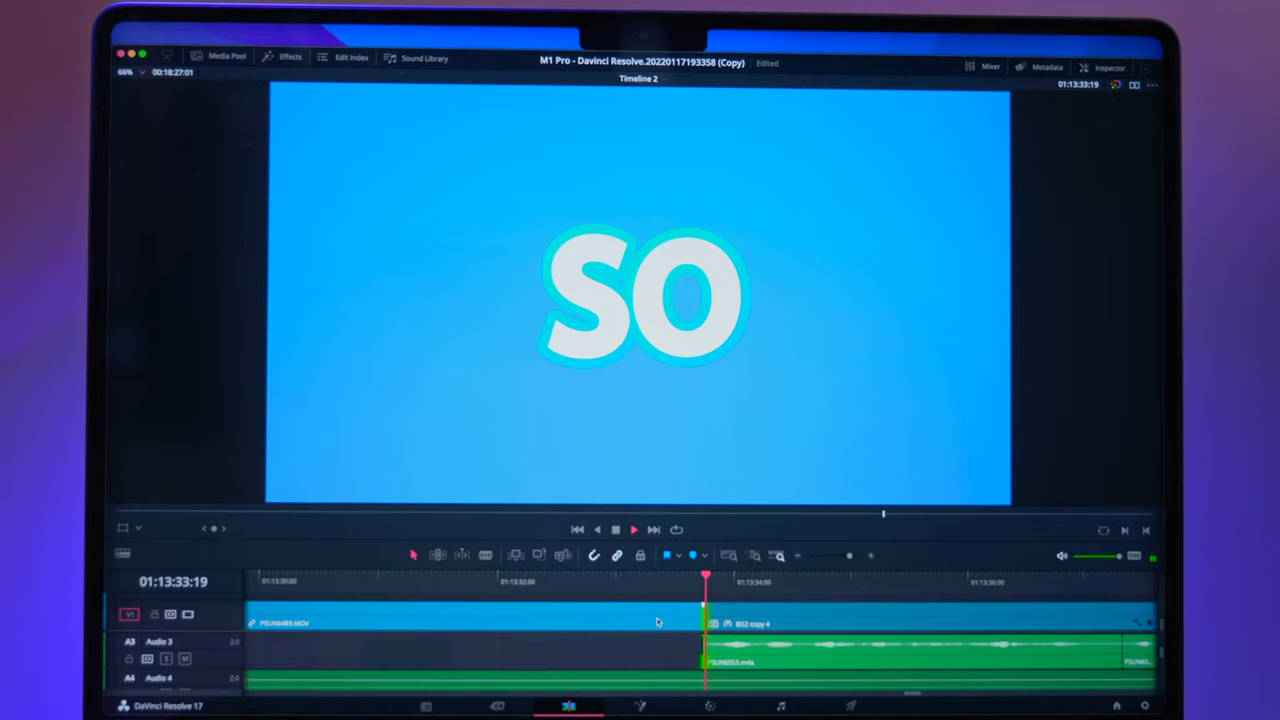 Media Pool Effects Edit Index Sound Library M1 Pro - Davinci Resolve.20220117193358 (Copy) Edited Mixer Metadata Inspector
66% 00:18:27:01 Timeline 2 01:13:33:19
SO
01:13:33:19 01:13:30:00 01:13:32:00 01:13:34:00 01:13:36:00
V1 PSUN6489.MOV BG2 copy 4
A3 Audio 3 2.0
S M PSUN6555.m4a PSUN65...
A4 Audio 4 2.0
DaVinci Resolve 17